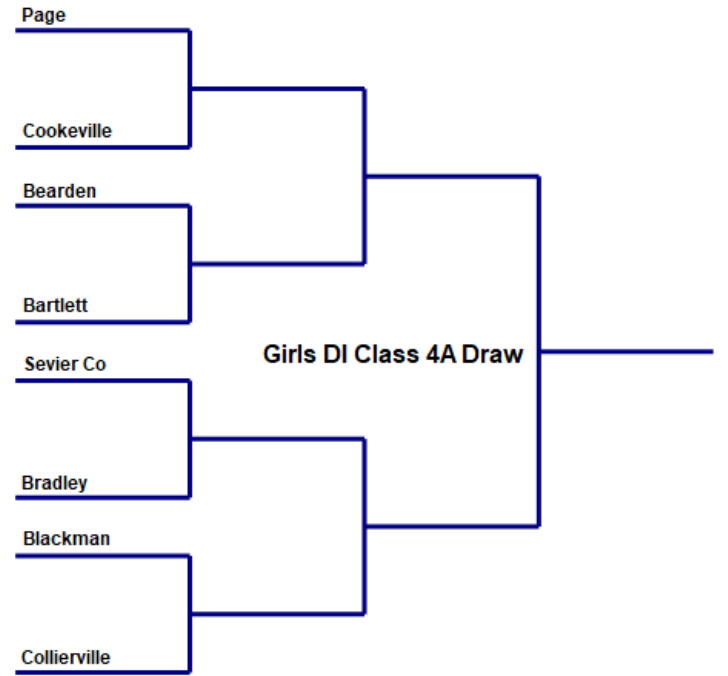 Page
Cookeville
Bearden
Bartlett
Sevier Co
Girls DI Class 4A Draw
Bradley
Blackman
Collierville